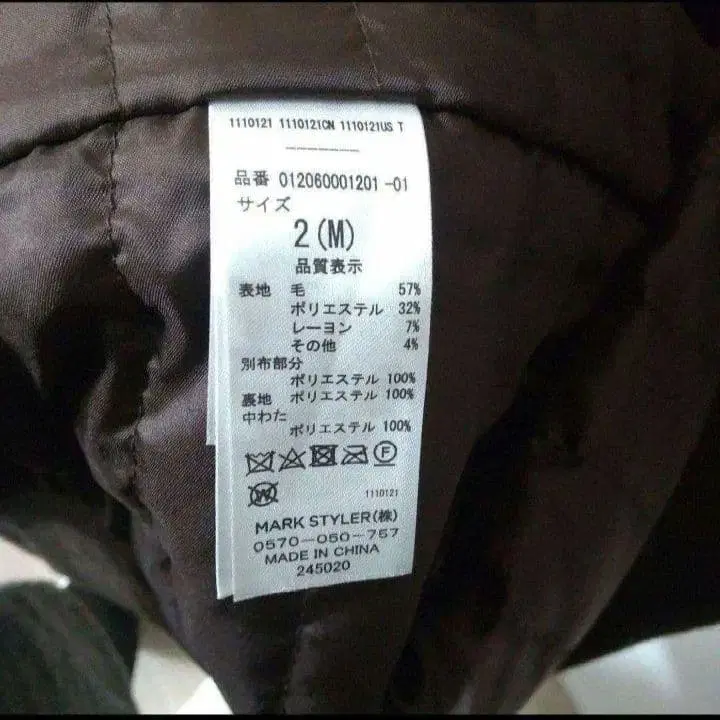 1110121 1110121CN 1110121US T
品番 012060001201-01
サイズ
2(M)
品質表示
表地 毛 57%
ポリエステル 32%
レーヨン 7%
その他 4%
別布部分
ポリエステル 100%
裏地 ポリエステル 100%
中わた
ポリエステル 100%
F
W
1110121
MARK STYLER(株)
0570-050-757
MADE IN CHINA
245020